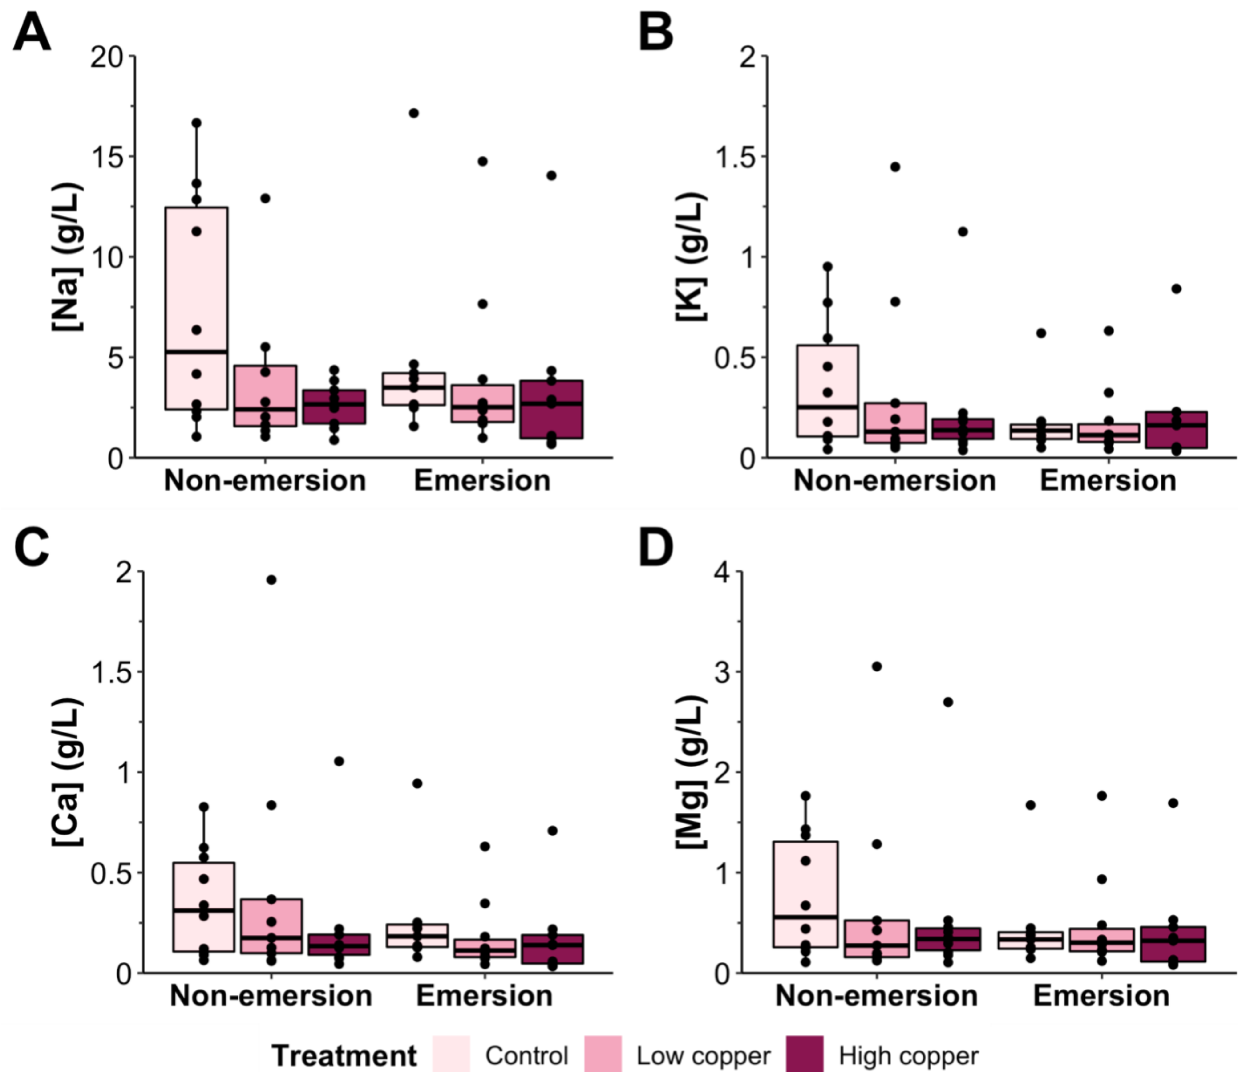 A
[Na] (g/L)
20
15
10
5
0
Non-emersion Emersion
B
[K] (g/L)
2
1.5
1
0.5
0
Non-emersion Emersion
C
[Ca] (g/L)
2
1.5
1
0.5
0
Non-emersion Emersion
D
[Mg] (g/L)
4
3
2
1
0
Non-emersion Emersion
Treatment Control Low copper High copper